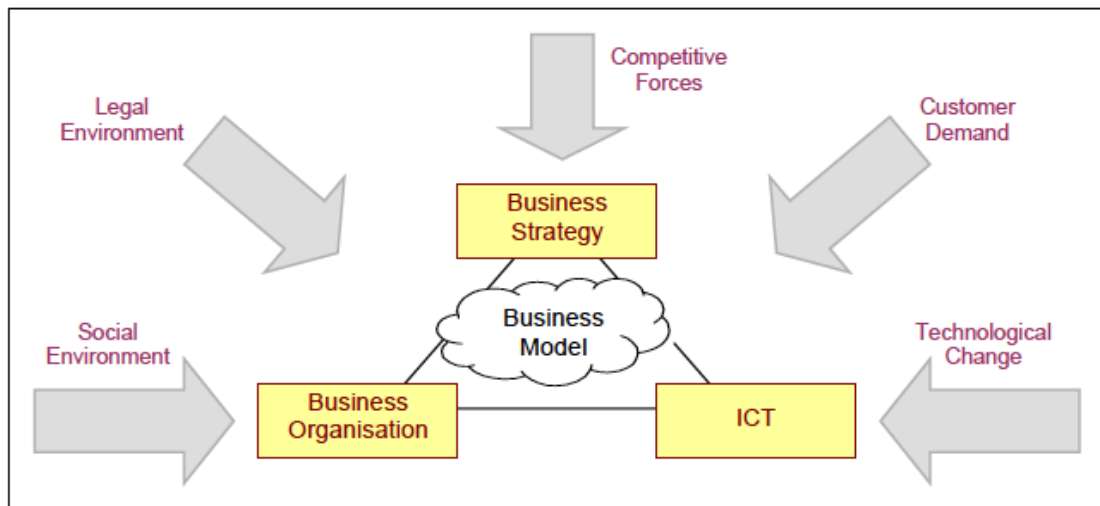 Competitive
Forces
Legal
Environment
Customer
Demand
Business
Strategy
Business
Model
Social
Environment
Technological
Change
Business
Organisation
ICT